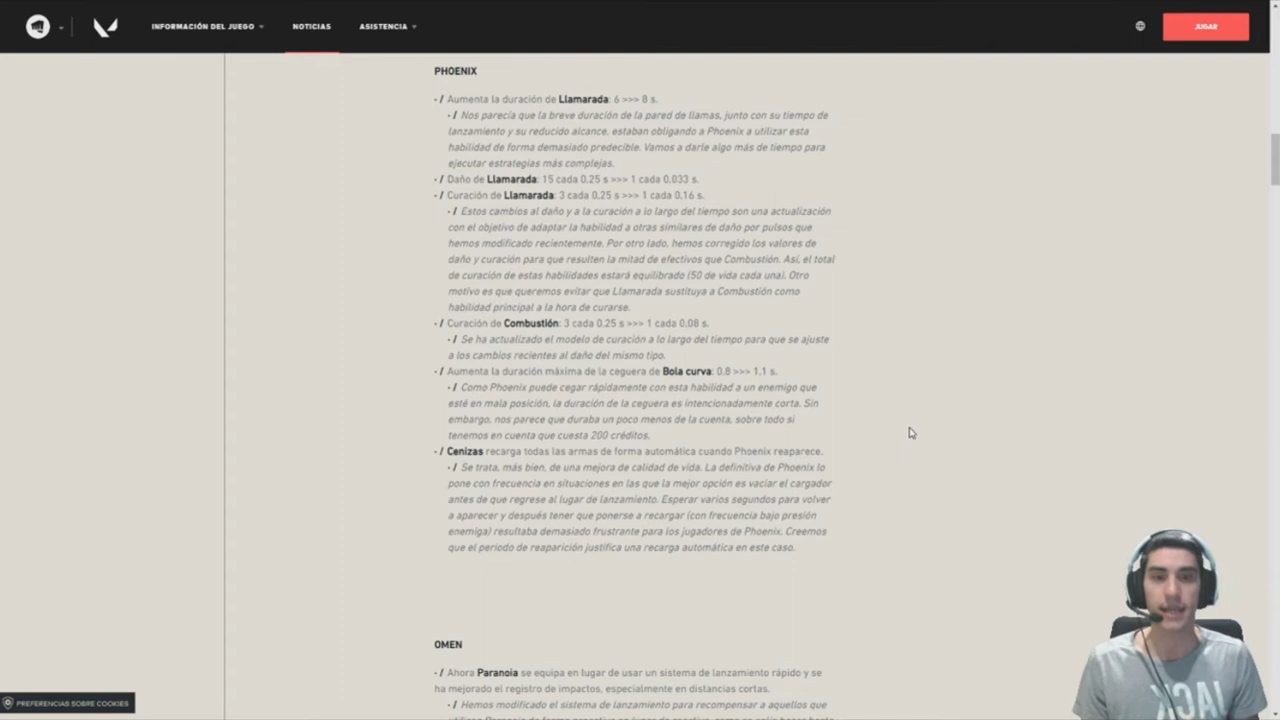 INFORMACIÓN DEL JUEGO
NOTICIAS
ASISTENCIA
JUGAR
PHOENIX
• / Aumenta la duración de Llamarada: 6 >>> 8 s.
• / Nos parecía que la breve duración de la pared de llamas, junto con su tiempo de
lanzamiento y su reducido alcance, estaban obligando a Phoenix a utilizar esta
habilidad de forma demasiado predecible. Vamos a darle algo más de tiempo para
ejecutar estrategias más complejas.
• / Daño de Llamarada: 15 cada 0,25 s >>> 1 cada 0,033 s.
• / Curación de Llamarada: 3 cada 0,25 s >>> 1 cada 0,16 s.
• / Estos cambios al daño y a la curación a lo largo del tiempo son una actualización
con el objetivo de adaptar la habilidad a otras similares de daño por pulsos que
hemos modificado recientemente. Por otro lado, hemos corregido los valores de
daño y curación para que resulten la mitad de efectivos que Combustión. Así, el total
de curación de estas habilidades estará equilibrado (50 de vida cada una). Otro
motivo es que queremos evitar que Llamarada sustituya a Combustión como
habilidad principal a la hora de curarse.
• / Curación de Combustión: 3 cada 0,25 s >>> 1 cada 0,08 s.
• / Se ha actualizado el modelo de curación a lo largo del tiempo para que se ajuste
a los cambios recientes al daño del mismo tipo.
• / Aumenta la duración máxima de la ceguera de Bola curva: 0.8 >>> 1.1 s.
• / Como Phoenix puede cegar rápidamente con esta habilidad a un enemigo que
esté en mala posición, la duración de la ceguera es intencionadamente corta. Sin
embargo, nos parece que duraba un poco menos de la cuenta, sobre todo si
tenemos en cuenta que cuesta 200 créditos.
• / Cenizas recarga todas las armas de forma automática cuando Phoenix reaparece.
• / Se trata, más bien, de una mejora de calidad de vida. La definitiva de Phoenix lo
pone con frecuencia en situaciones en las que la mejor opción es vaciar el cargador
antes de que regrese al lugar de lanzamiento. Esperar varios segundos para volver
a aparecer y después tener que ponerse a recargar (con frecuencia bajo presión
enemiga) resultaba demasiado frustrante para los jugadores de Phoenix. Creemos
que el periodo de reaparición justifica una recarga automática en este caso.
OMEN
• / Ahora Paranoia se equipa en lugar de usar un sistema de lanzamiento rápido y se
ha mejorado el registro de impactos, especialmente en distancias cortas.
• / Hemos modificado el sistema de lanzamiento para recompensar a aquellos que
PREFERENCIAS SOBRE COOKIES